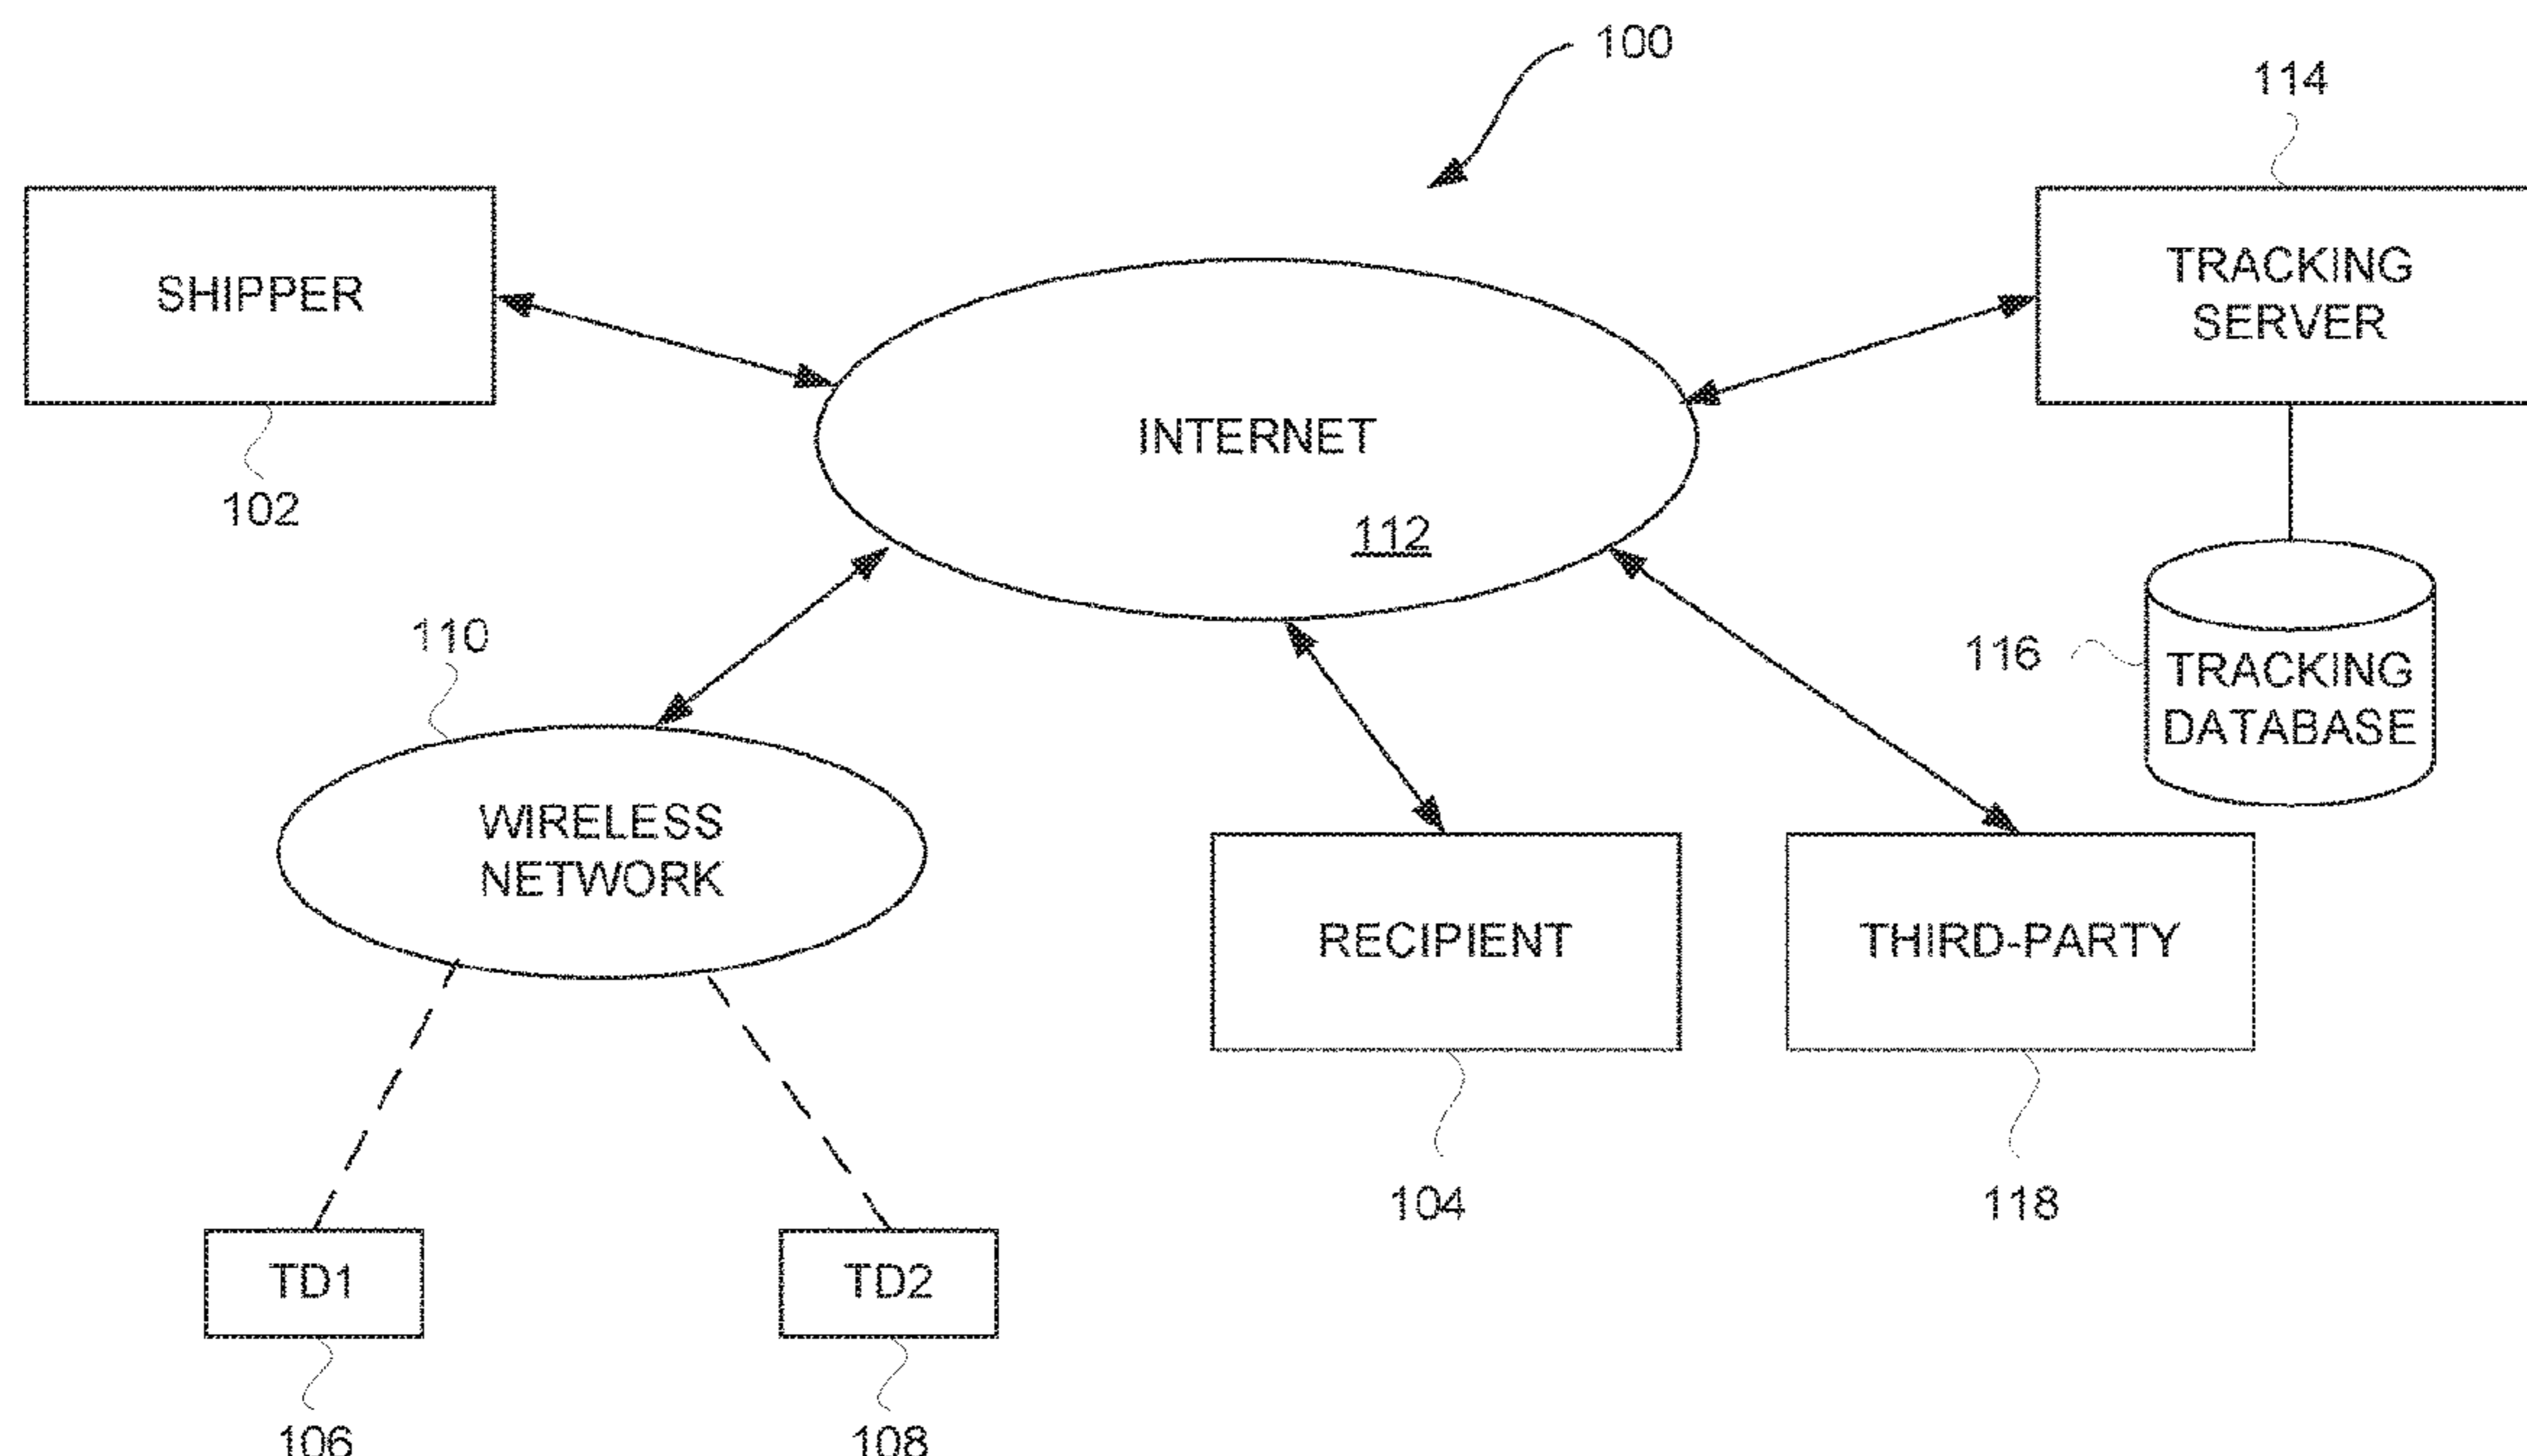 100
114
SHIPPER
TRACKING
SERVER
INTERNET
102
112
110
116
TRACKING
DATABASE
WIRELESS
NETWORK
RECIPIENT
THIRD-PARTY
104
118
TD1
TD2
106
108